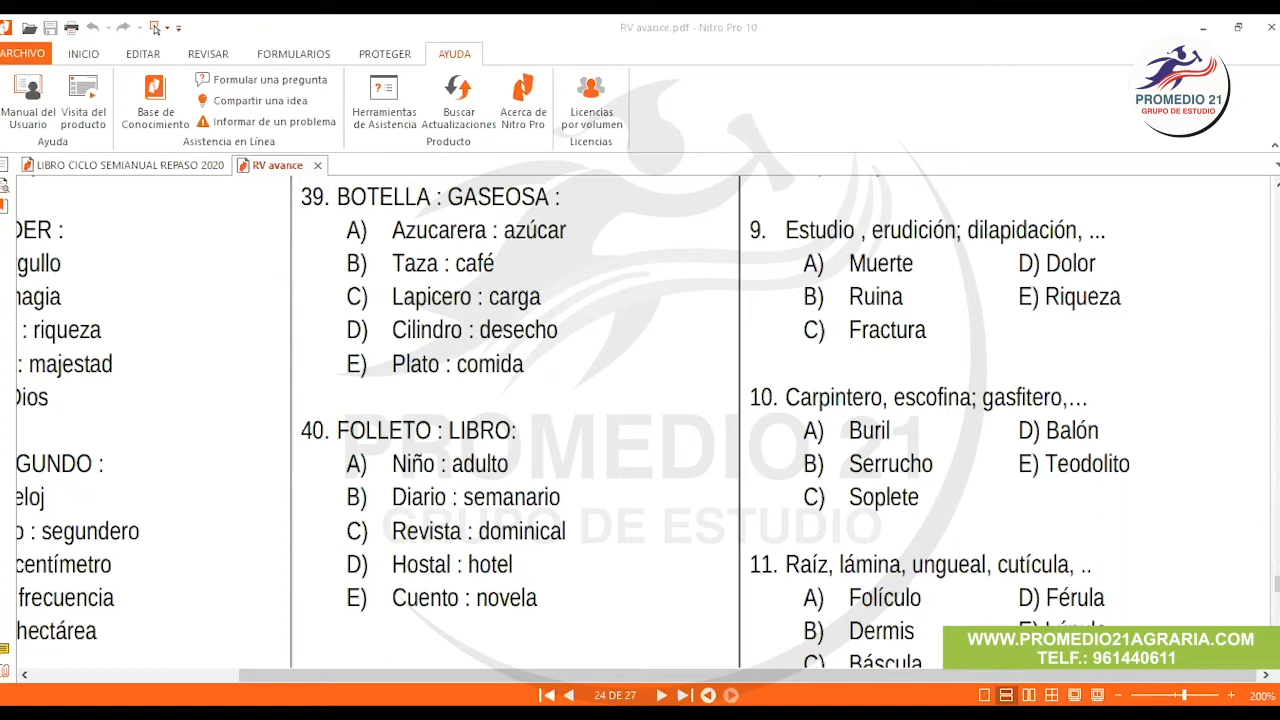 RV avance.pdf - Nitro Pro 10
ARCHIVO INICIO EDITAR REVISAR FORMULARIOS PROTEGER AYUDA
Manual del Usuario
Visita del producto
Ayuda
Base de Conocimiento
Formular una pregunta
Compartir una idea
Informar de un problema
Asistencia en Línea
Herramientas de Asistencia
Buscar Actualizaciones
Acerca de Nitro Pro
Producto
Licencias por volumen
Licencias
PROMEDIO 21
GRUPO DE ESTUDIO
LIBRO CICLO SEMIANUAL REPASO 2020
RV avance
DER :
gullo
nagia
: riqueza
: majestad
Dios
GUNDO :
eloj
o : segundero
centímetro
frecuencia
hectárea
39. BOTELLA : GASEOSA :
A) Azucarera : azúcar
B) Taza : café
C) Lapicero : carga
D) Cilindro : desecho
E) Plato : comida
40. FOLLETO : LIBRO:
A) Niño : adulto
B) Diario : semanario
C) Revista : dominical
D) Hostal : hotel
E) Cuento : novela
9. Estudio , erudición; dilapidación, ...
A) Muerte D) Dolor
B) Ruina E) Riqueza
C) Fractura
10. Carpintero, escofina; gasfitero,…
A) Buril D) Balón
B) Serrucho E) Teodolito
C) Soplete
11. Raíz, lámina, ungueal, cutícula, ..
A) Folículo D) Férula
B) Dermis E)
C) Báscula
PROMEDIO 21
GRUPO DE ESTUDIO
WWW.PROMEDIO21AGRARIA.COM
TELF.: 961440611
24 DE 27
200%